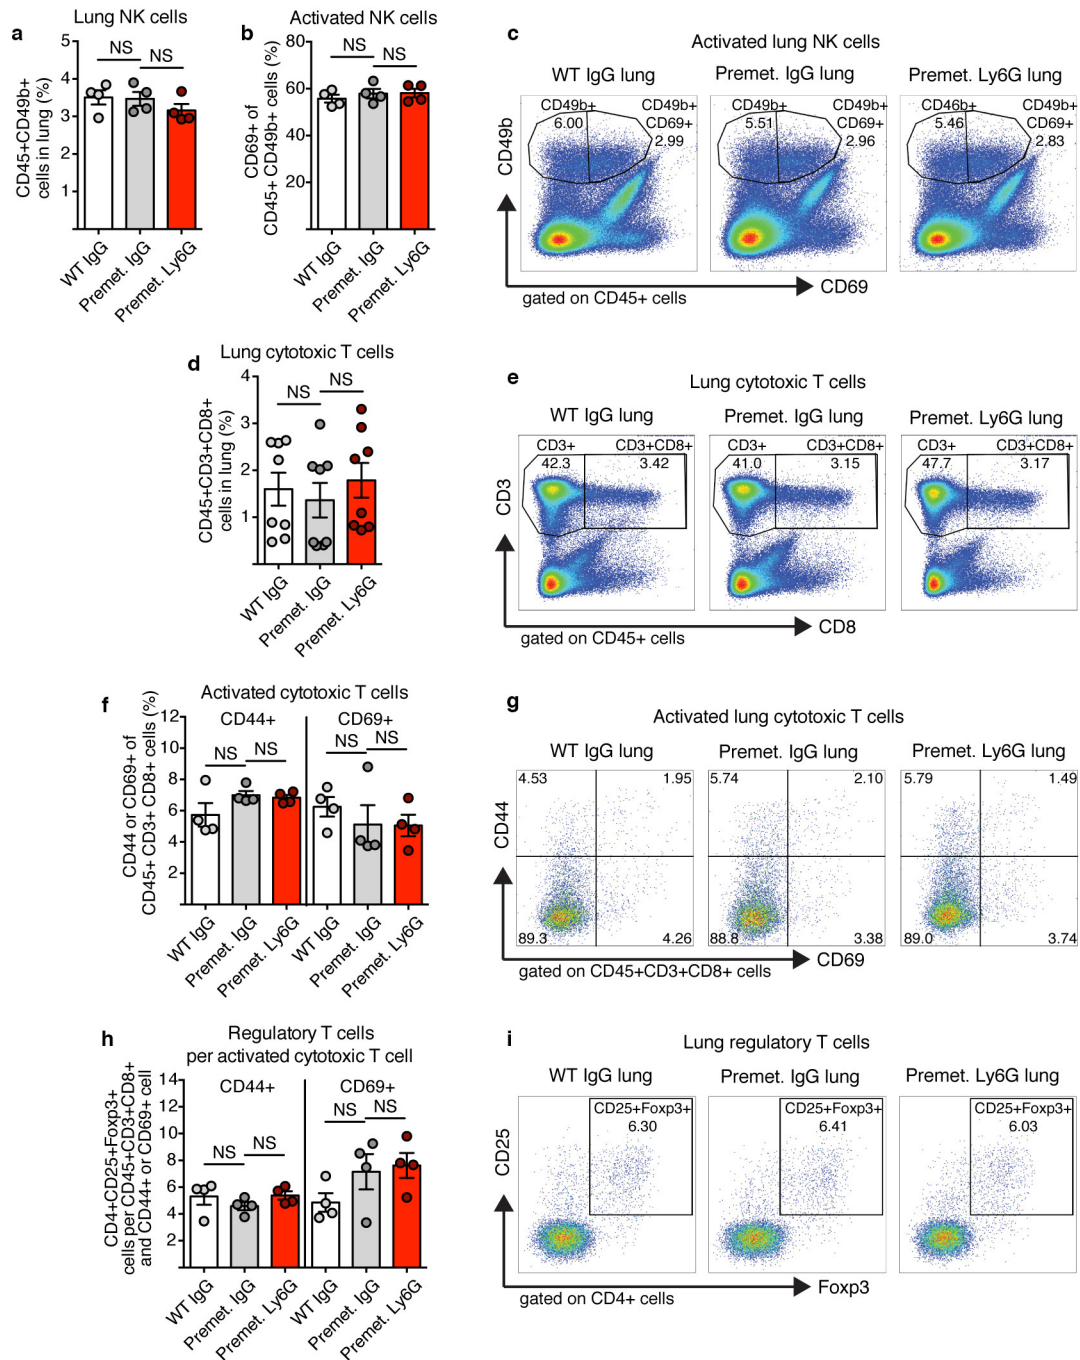 a
Lung NK cells
CD45+CD49b+
cells in lung (%)
5
4
3
2
1
NS
NS
WT IgG
Premet. IgG
Premet. Ly6G
b
Activated NK cells
CD69+ of
CD45+ CD49b+ cells (%)
80
60
40
20
NS
NS
WT IgG
Premet. IgG
Premet. Ly6G
c
Activated lung NK cells
WT IgG lung
Premet. IgG lung
Premet. Ly6G lung
CD49b+
6.00
CD49b+
CD69+
2.99
CD49b+
5.51
CD49b+
CD69+
2.96
CD46b+
5.46
CD49b+
CD69+
2.83
CD49b
gated on CD45+ cells
CD69
d
Lung cytotoxic T cells
CD45+CD3+CD8+
cells in lung (%)
4
3
2
1
NS
NS
WT IgG
Premet. IgG
Premet. Ly6G
e
Lung cytotoxic T cells
WT IgG lung
Premet. IgG lung
Premet. Ly6G lung
CD3+
42.3
CD3+CD8+
3.42
CD3+
41.0
CD3+CD8+
3.15
CD3+
47.7
CD3+CD8+
3.17
CD3
gated on CD45+ cells
CD8
f
Activated cytotoxic T cells
CD44 or CD69+ of
CD45+ CD3+ CD8+ cells (%)
12
10
8
6
4
2
CD44+
CD69+
NS
NS
NS
NS
WT IgG
Premet. IgG
Premet. Ly6G
WT IgG
Premet. IgG
Premet. Ly6G
g
Activated lung cytotoxic T cells
WT IgG lung
Premet. IgG lung
Premet. Ly6G lung
4.53
1.95
89.3
4.26
5.74
2.10
88.8
3.38
5.79
1.49
89.0
3.74
CD44
gated on CD45+CD3+CD8+ cells
CD69
h
Regulatory T cells
per activated cytotoxic T cell
CD4+CD25+Foxp3+
cells per CD45+CD3+CD8+
and CD44+ or CD69+ cell
14
12
10
8
6
4
2
CD44+
CD69+
NS
NS
NS
NS
WT IgG
Premet. IgG
Premet. Ly6G
WT IgG
Premet. IgG
Premet. Ly6G
i
Lung regulatory T cells
WT IgG lung
Premet. IgG lung
Premet. Ly6G lung
CD25+Foxp3+
6.30
CD25+Foxp3+
6.41
CD25+Foxp3+
6.03
CD25
gated on CD4+ cells
Foxp3